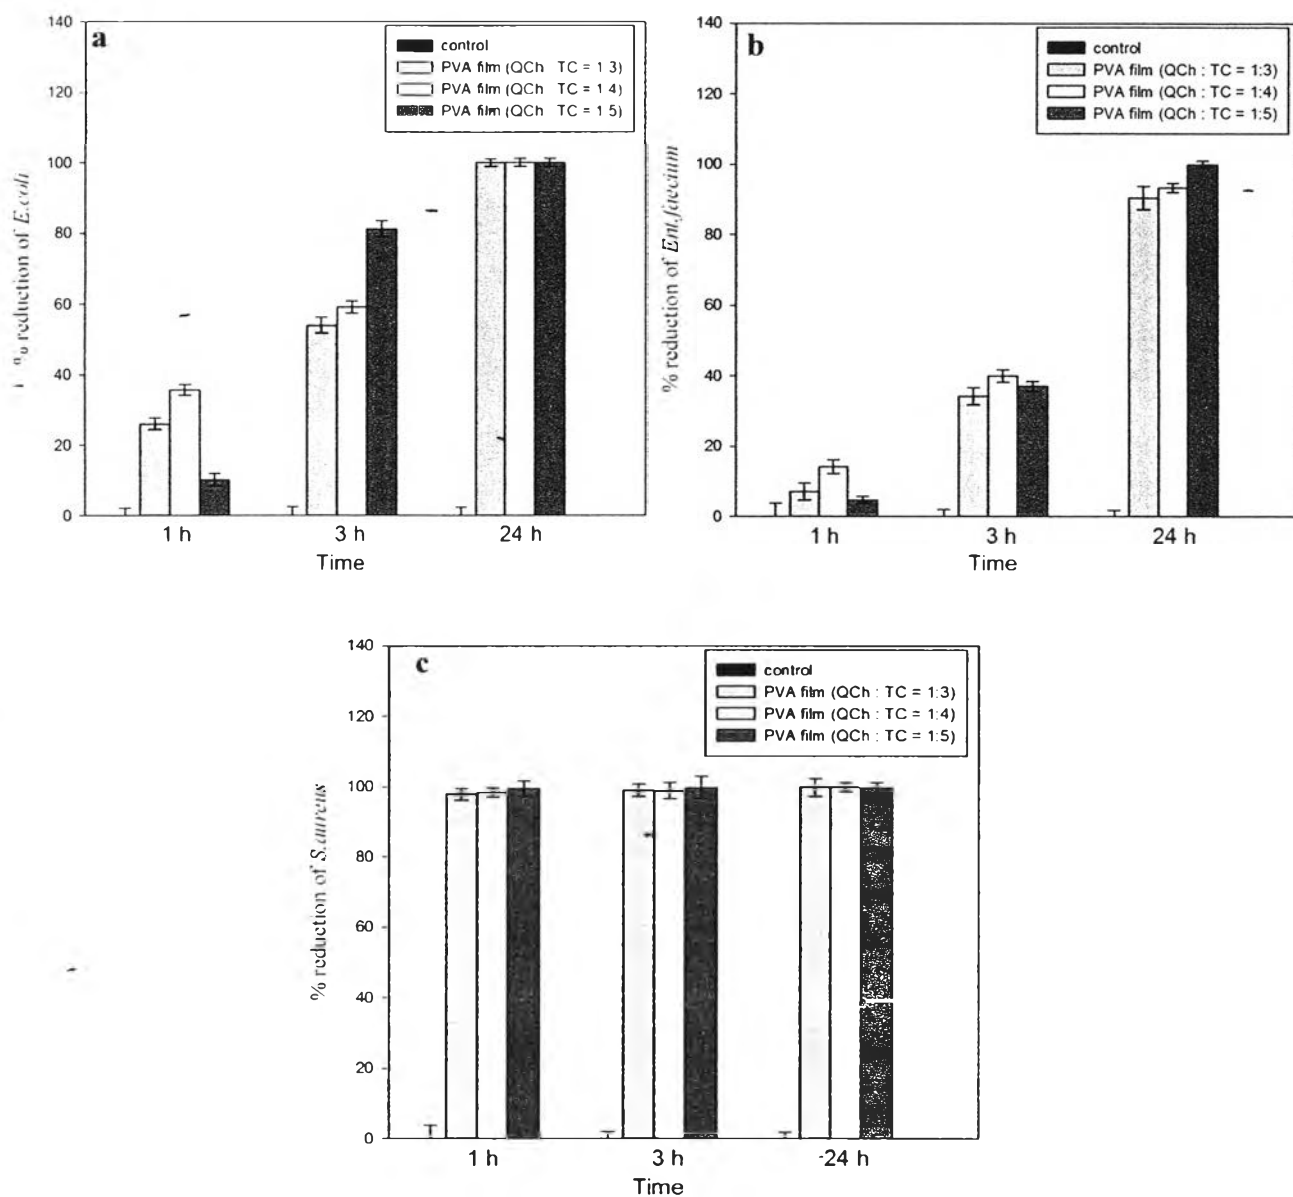 a
control
PVA film (QCh TC = 1:3)
PVA film (QCh TC = 1:4)
PVA film (QCh TC = 1:5)
% reduction of E.coli
140
120
100
80
60
40
20
0
1 h 3 h 24 h
Time
b
control
PVA film (QCh : TC = 1:3)
PVA film (QCh : TC = 1:4)
PVA film (QCh : TC = 1:5)
% reduction of Ent.faecium
140
120
100
80
60
40
20
0
1 h 3 h 24 h
Time
c
control
PVA film (QCh : TC = 1:3)
PVA film (QCh : TC = 1:4)
PVA film (QCh : TC = 1:5)
% reduction of S.aureus
140
120
100
80
60
40
20
0
1 h 3 h 24 h
Time